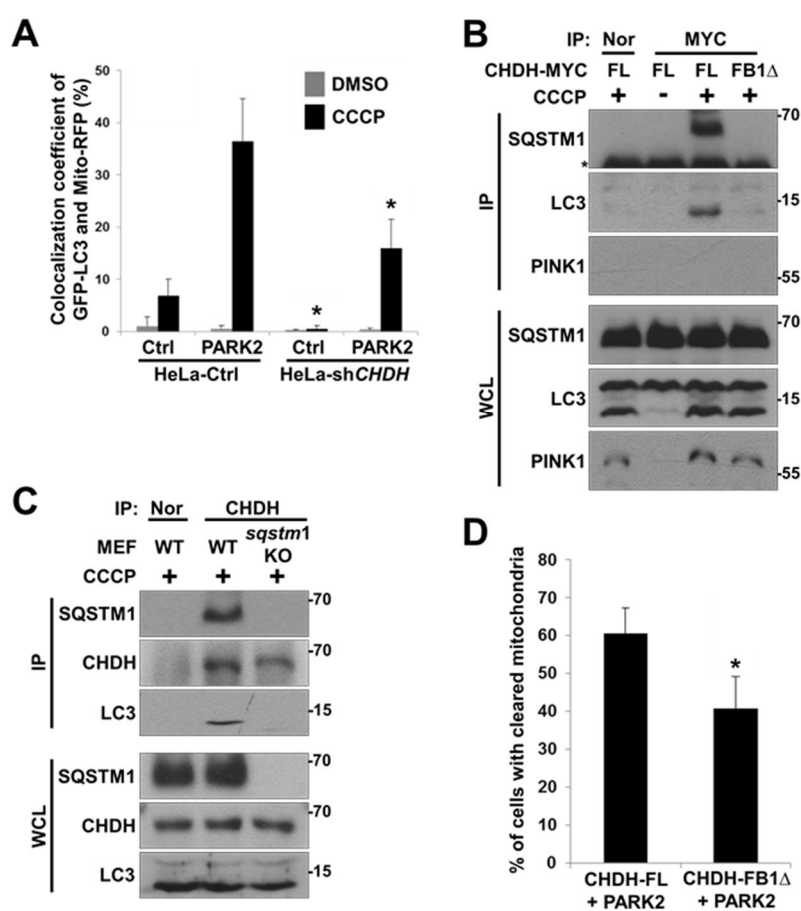 A
Colocalization coefficient of
GFP-LC3 and Mito-RFP (%)
50
40
30
20
10
0
DMSO
CCCP
*
*
Ctrl PARK2 Ctrl PARK2
HeLa-Ctrl HeLa-shCHDH
B
IP: Nor MYC
CHDH-MYC FL FL FL FB1Δ
CCCP + - + +
IP
SQSTM1 -70
*
LC3 -15
PINK1 -55
WCL
SQSTM1 -70
LC3 -15
PINK1 -55
C
IP: Nor CHDH
MEF WT WT sqstm1
KO
CCCP + + +
IP
SQSTM1 -70
CHDH -70
LC3 -15
WCL
SQSTM1 -70
CHDH -70
LC3 -15
D
% of cells with cleared mitochondria
80
70
60
50
40
30
20
10
0
*
CHDH-FL CHDH-FB1Δ
+ PARK2 + PARK2